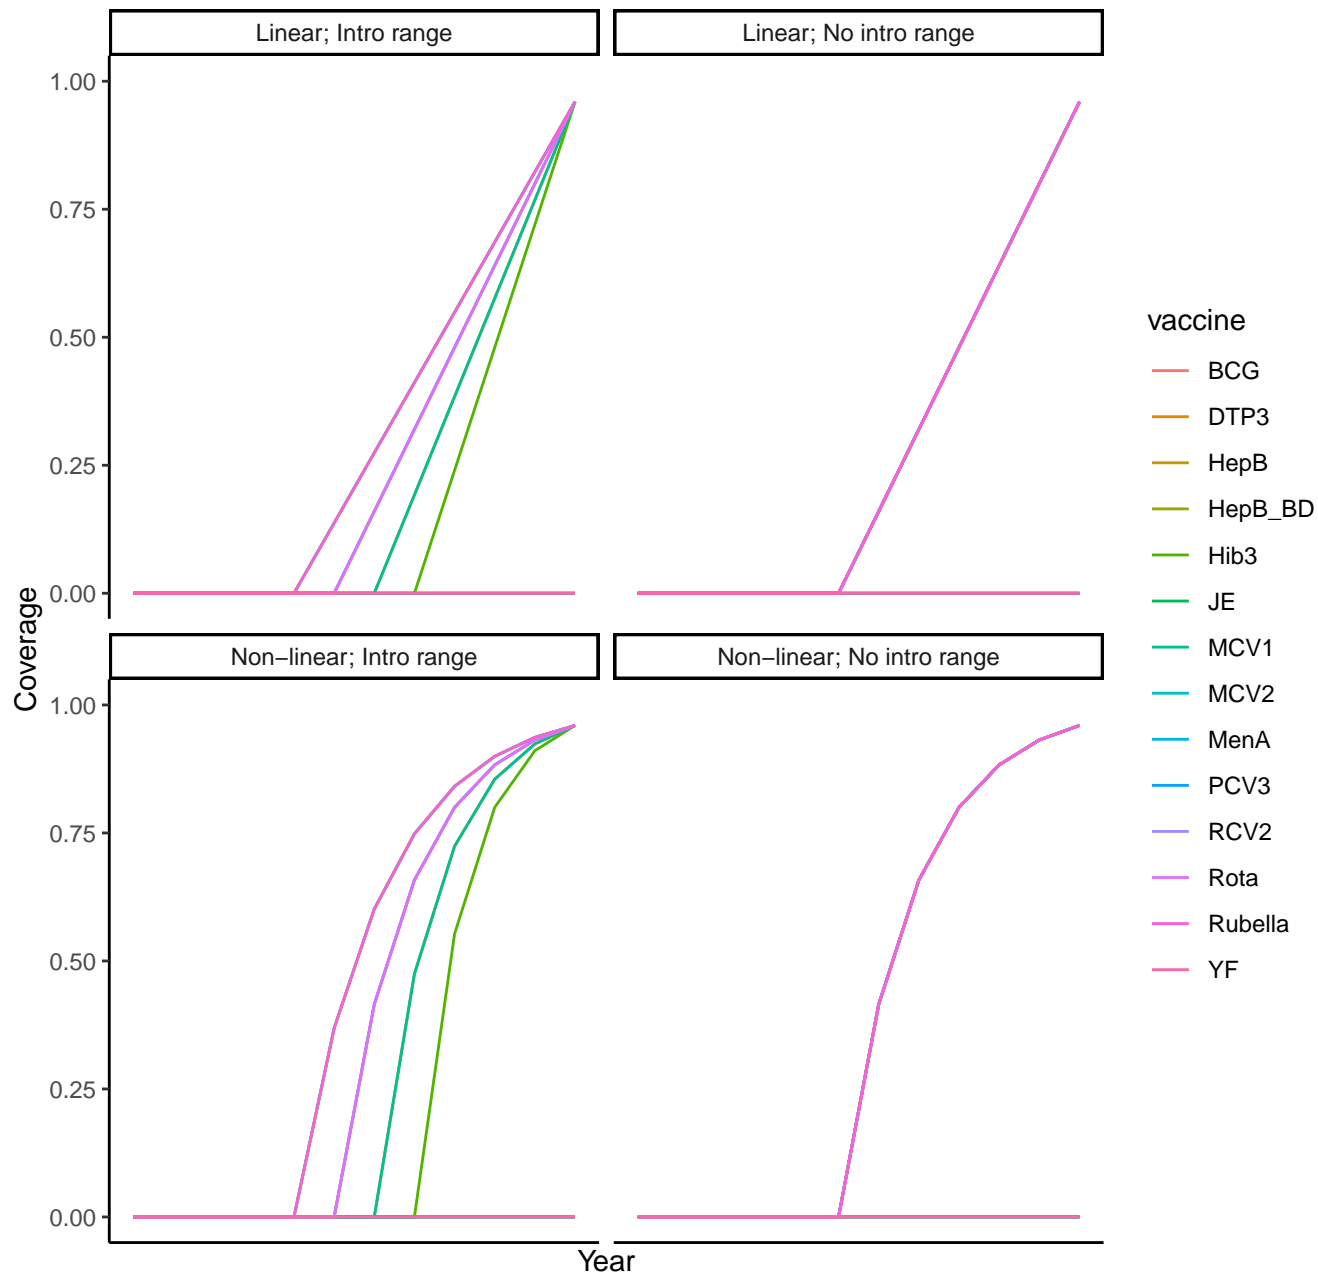 Linear; Intro range
Linear; No intro range
1.00
0.75
0.50
0.25
0.00
Non−linear; Intro range
Non−linear; No intro range
1.00
0.75
0.50
0.25
0.00
Coverage
Year
vaccine
BCG
DTP3
HepB
HepB_BD
Hib3
JE
MCV1
MCV2
MenA
PCV3
RCV2
Rota
Rubella
YF